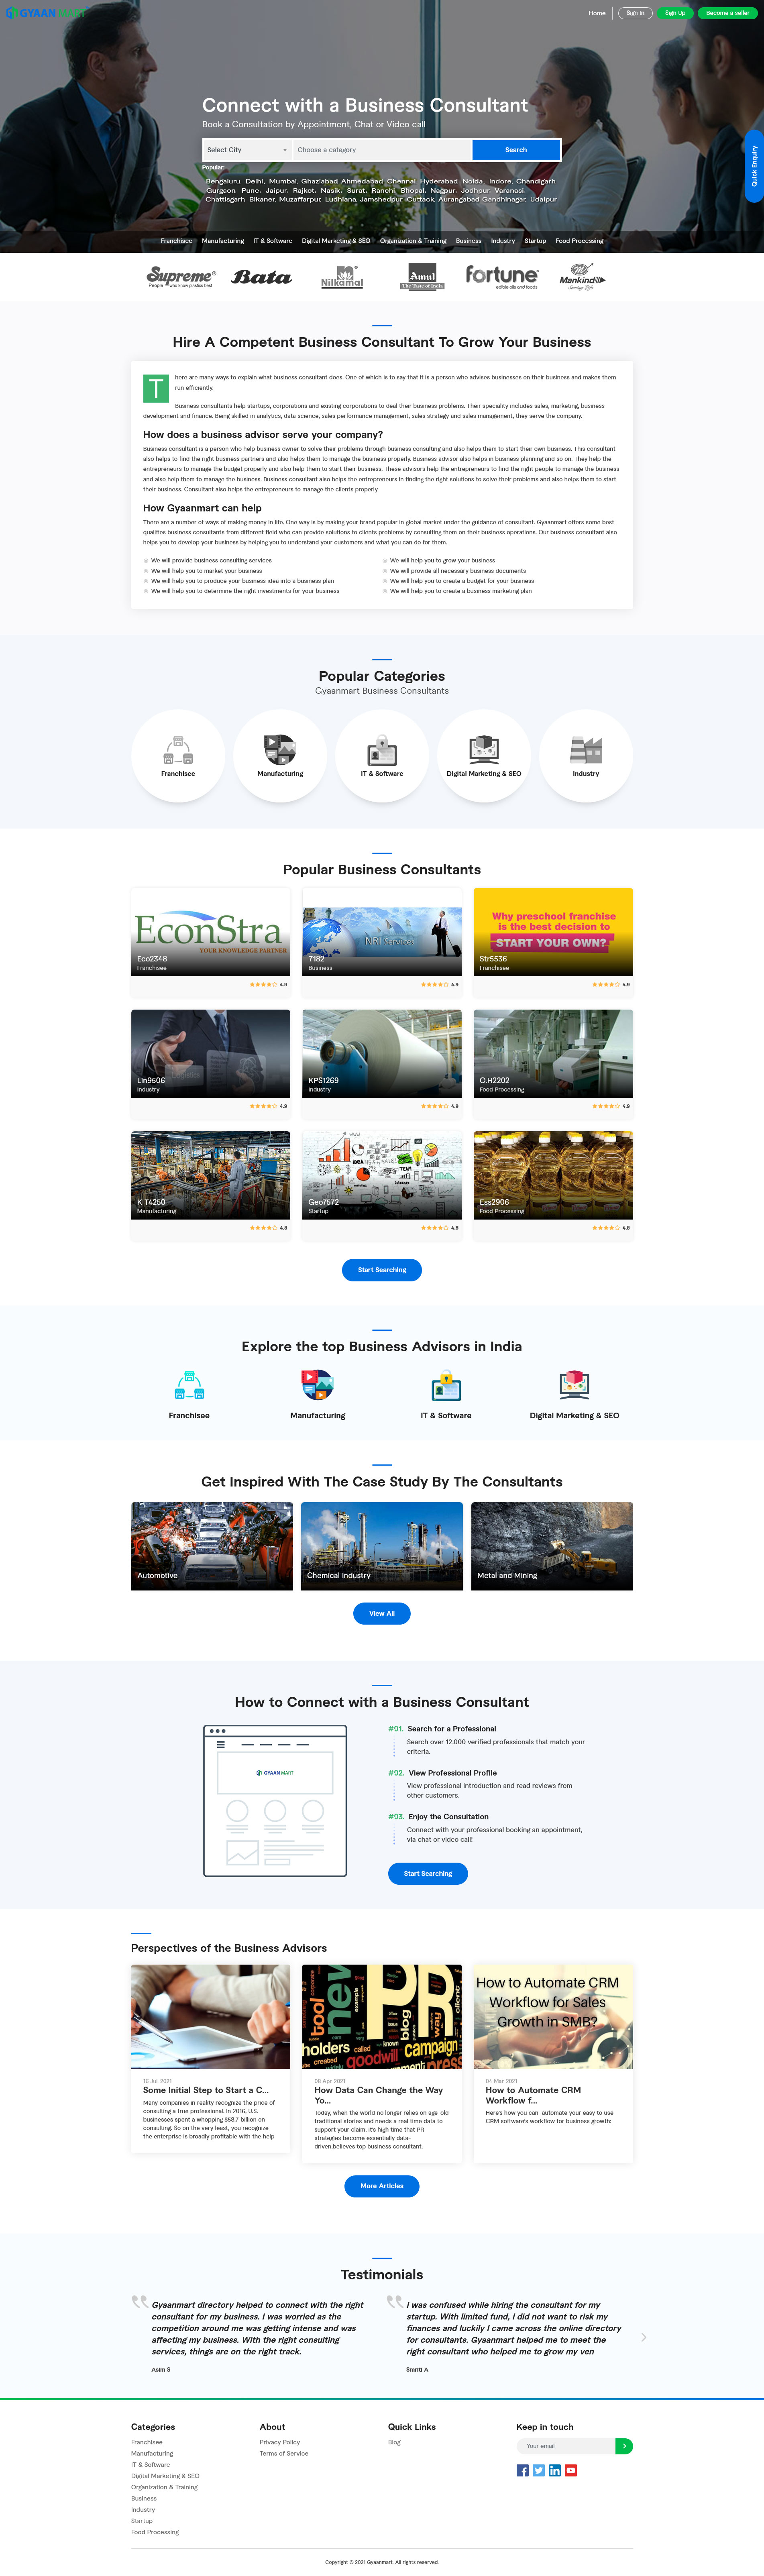 GYAAN MART
Home
Sign In
Sign Up
Become a seller
Connect with a Business Consultant
Book a Consultation by Appointment, Chat or Video call
Select City
Choose a category
Search
Quick Enquiry
Popular:
Bengaluru, Delhi, Mumbai, Ghaziabad, Ahmedabad, Chennai, Hyderabad, Noida, Indore, Chandigarh,
Gurgaon, Pune, Jaipur, Rajkot, Nasik, Surat, Ranchi, Bhopal, Nagpur, Jodhpur, Varanasi,
Chattisgarh, Bikaner, Muzaffarpur, Ludhiana, Jamshedpur, Cuttack, Aurangabad, Gandhinagar, Udaipur
Franchisee Manufacturing IT & Software Digital Marketing & SEO Organization & Training Business Industry Startup Food Processing
Supreme
People who know plastics best
Bata
Nilkamal
Amul
The Taste of India
fortune
edible oils and foods
Mankind
Serving Life
Hire A Competent Business Consultant To Grow Your Business
There are many ways to explain what business consultant does. One of which is to say that it is a person who advises businesses on their business and makes them
run efficiently.
Business consultants help startups, corporations and existing corporations to deal their business problems. Their speciality includes sales, marketing, business
development and finance. Being skilled in analytics, data science, sales performance management, sales strategy and sales management, they serve the company.
How does a business advisor serve your company?
Business consultant is a person who help business owner to solve their problems through business consulting and also helps them to start their own business. This consultant
also helps to find the right business partners and also helps them to manage the business properly. Business advisor also helps in business planning and so on. They help the
entrepreneurs to manage the budget properly and also help them to start their business. These advisors help the entrepreneurs to find the right people to manage the business
and also help them to manage the business. Business consultant also helps the entrepreneurs in finding the right solutions to solve their problems and also helps them to start
their business. Consultant also helps the entrepreneurs to manage the clients properly
How Gyaanmart can help
There are a number of ways of making money in life. One way is by making your brand popular in global market under the guidance of consultant. Gyaanmart offers some best
qualifies business consultants from different field who can provide solutions to clients problems by consulting them on their business operations. Our business consultant also
helps you to develop your business by helping you to understand your customers and what you can do for them.
We will provide business consulting services
We will help you to market your business
We will help you to produce your business idea into a business plan
We will help you to determine the right investments for your business
We will help you to grow your business
We will provide all necessary business documents
We will help you to create a budget for your business
We will help you to create a business marketing plan
Popular Categories
Gyaanmart Business Consultants
Franchisee
Manufacturing
IT & Software
Digital Marketing & SEO
Industry
Popular Business Consultants
EconStra
YOUR KNOWLEDGE PARTNER
Eco2348
Franchisee
4.9
NRI Services
7182
Business
4.9
Why preschool franchise
is the best decision to
START YOUR OWN?
Str5536
Franchisee
4.9
Lin9506
Industry
4.9
KPS1269
Industry
4.9
O.H2202
Food Processing
4.9
K T4250
Manufacturing
4.8
Geo7572
Startup
4.8
Ess2906
Food Processing
4.8
Start Searching
Explore the top Business Advisors in India
Franchisee
Manufacturing
IT & Software
Digital Marketing & SEO
Get Inspired With The Case Study By The Consultants
Automotive
Chemical Industry
Metal and Mining
View All
How to Connect with a Business Consultant
GYAAN MART
#01. Search for a Professional
Search over 12.000 verified professionals that match your
criteria.
#02. View Professional Profile
View professional introduction and read reviews from
other customers.
#03. Enjoy the Consultation
Connect with your professional booking an appointment,
via chat or video call!
Start Searching
Perspectives of the Business Advisors
16 Jul. 2021
Some Initial Step to Start a C...
Many companies in reality recognize the price of
consulting a true professional. In 2016, U.S.
businesses spent a whopping $58.7 billion on
consulting. So on the very least, you recognize
the enterprise is broadly profitable with the help
tool
corporate
new
example
PR
known
blog
way
client
holders
called
campaign
created
goodwill
06 Apr. 2021
How Data Can Change the Way
Yo...
Today, when the world no longer relies on age-old
traditional stories and needs a real time data to
support your claim, it's high time that PR
strategies become essentially data-
driven,believes top business consultant.
How to Automate CRM
Workflow for Sales
Growth in SMB?
04 Mar. 2021
How to Automate CRM
Workflow f...
Here's how you can automate your easy to use
CRM software's workflow for business growth:
More Articles
Testimonials
Gyaanmart directory helped to connect with the right
consultant for my business. I was worried as the
competition around me was getting intense and was
affecting my business. With the right consulting
services, things are on the right track.
Asim S
I was confused while hiring the consultant for my
startup. With limited fund, I did not want to risk my
finances and luckily I came across the online directory
for consultants. Gyaanmart helped me to meet the
right consultant who helped me to grow my ven
Smriti A
Categories
Franchisee
Manufacturing
IT & Software
Digital Marketing & SEO
Organization & Training
Business
Industry
Startup
Food Processing
About
Privacy Policy
Terms of Service
Quick Links
Blog
Keep in touch
Your email
Copyright © 2021 Gyaanmart. All rights reserved